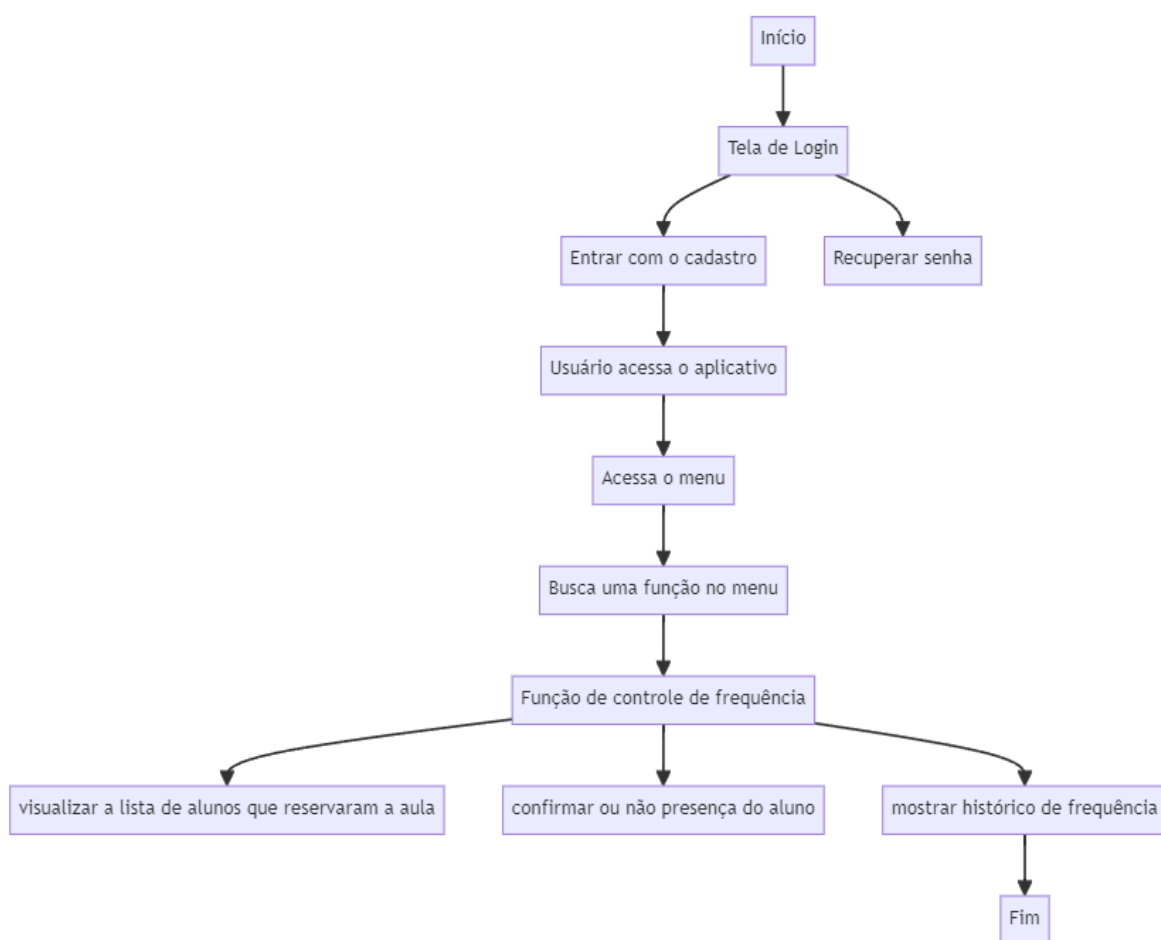 Início
Tela de Login
Entrar com o cadastro
Recuperar senha
Usuário acessa o aplicativo
Acessa o menu
Busca uma função no menu
Função de controle de frequência
visualizar a lista de alunos que reservaram a aula
confirmar ou não presença do aluno
mostrar histórico de frequência
Fim